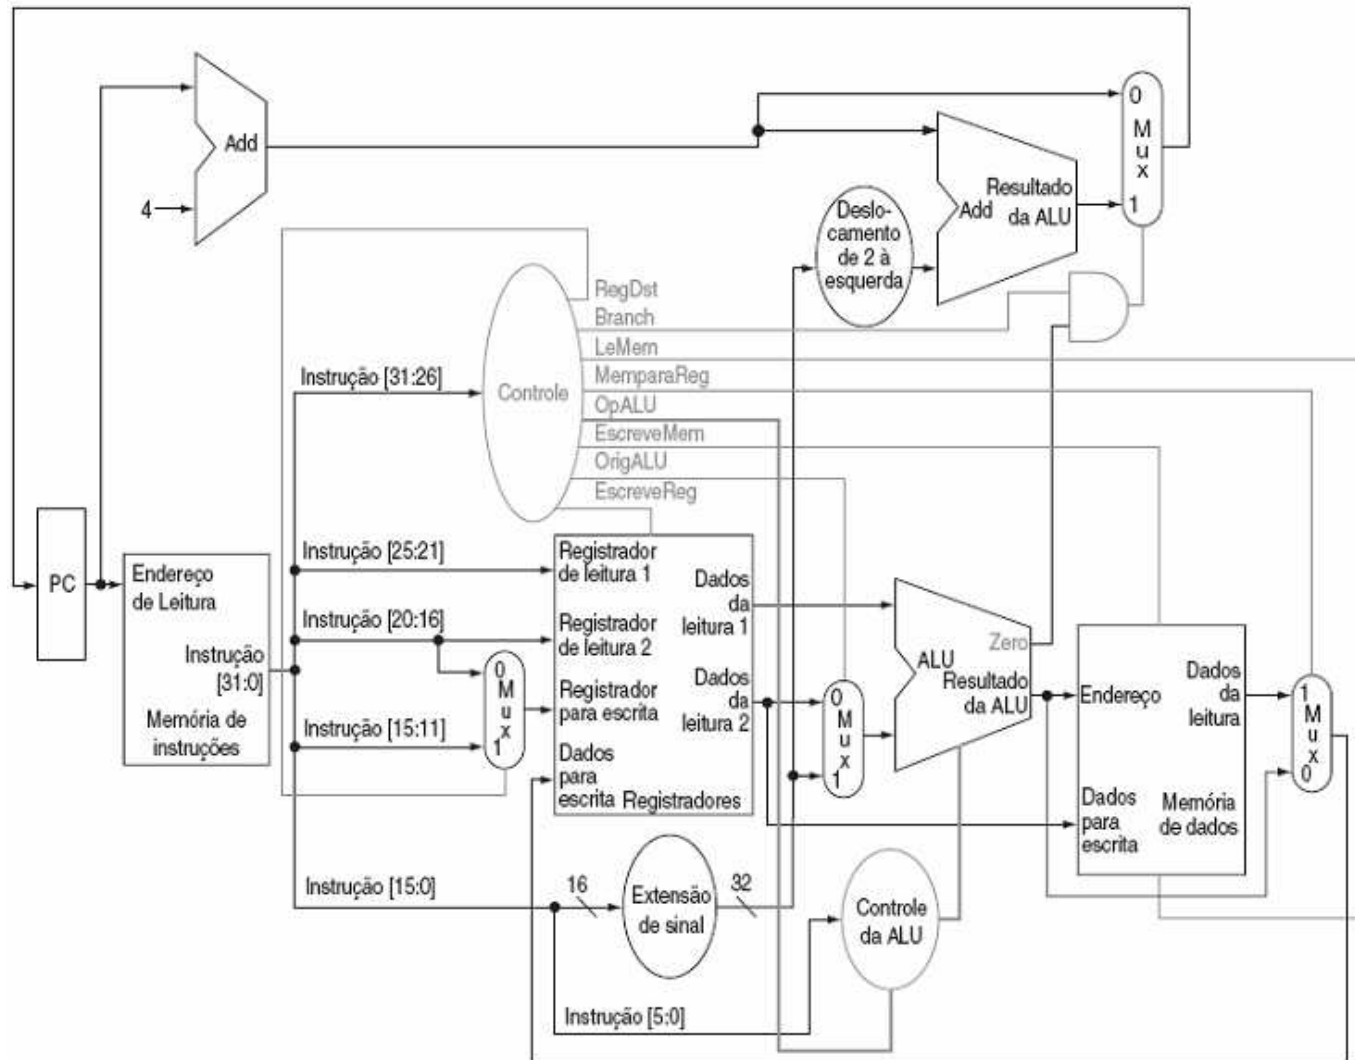 0
M
u
x
1
Add
4
Deslo-
camento
de 2 à
esquerda
Add
Resultado
da ALU
RegDst
Branch
LeMem
MemparaReg
OpALU
EscreveMem
OrigALU
EscreveReg
Controle
Instrução [31:26]
PC
Endereço
de Leitura
Instrução
[31:0]
Memória de
instruções
Instrução [25:21]
Instrução [20:16]
Instrução [15:11]
0
M
u
x
1
Registrador
de leitura 1
Registrador
de leitura 2
Registrador
para escrita
Dados
para
escrita
Dados
da
leitura 1
Dados
da
leitura 2
Registradores
0
M
u
x
1
ALU
Zero
Resultado
da ALU
Endereço
Dados
da
leitura
Dados
para
escrita
Memória
de dados
1
M
u
x
0
Instrução [15:0]
16
Extensão
de sinal
32
Controle
da ALU
Instrução [5:0]